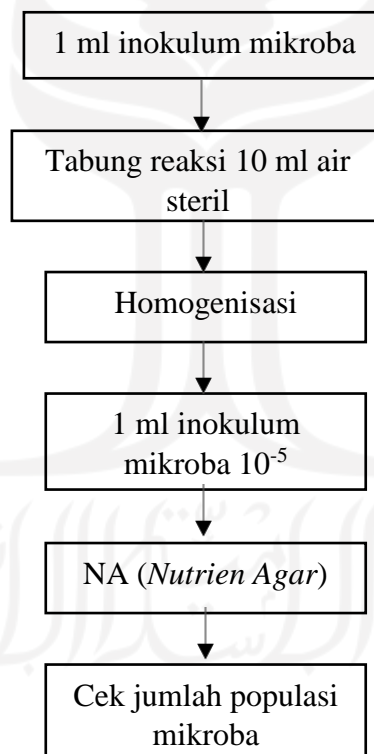 1 ml inokulum mikroba
Tabung reaksi 10 ml air
steril
Homogenisasi
1 ml inokulum
mikroba 10⁻⁵
NA (Nutrien Agar)
Cek jumlah populasi
mikroba